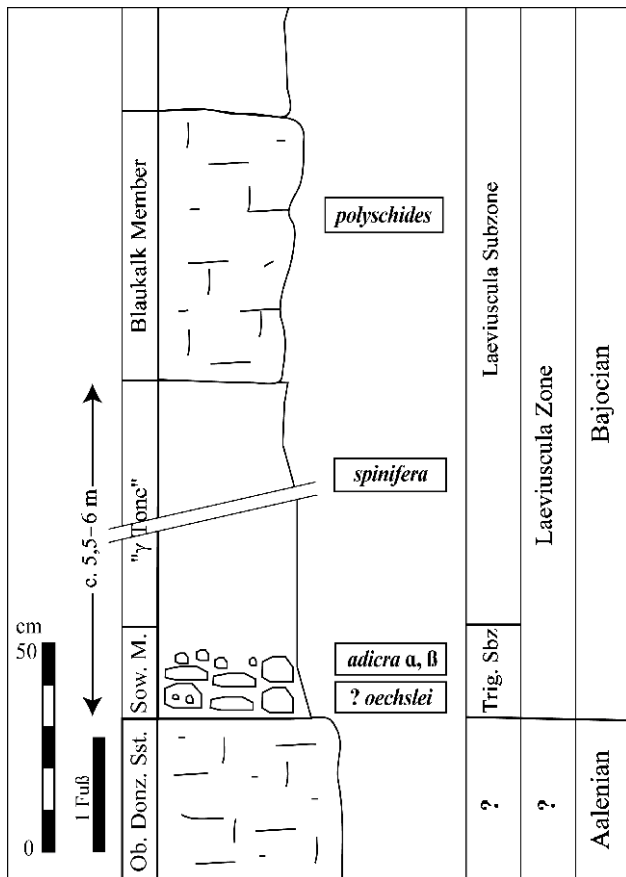 Blaukalk Member
"γ Tone"
Sow. M.
Ob. Donz. Sst.
c. 5,5–6 m
cm
50
0
1 Fuß
polyschides
spinifera
adicra α, ß
? oechslei
Laeviuscula Subzone
Trig. Sbz
?
Laeviuscula Zone
?
Bajocian
Aalenian